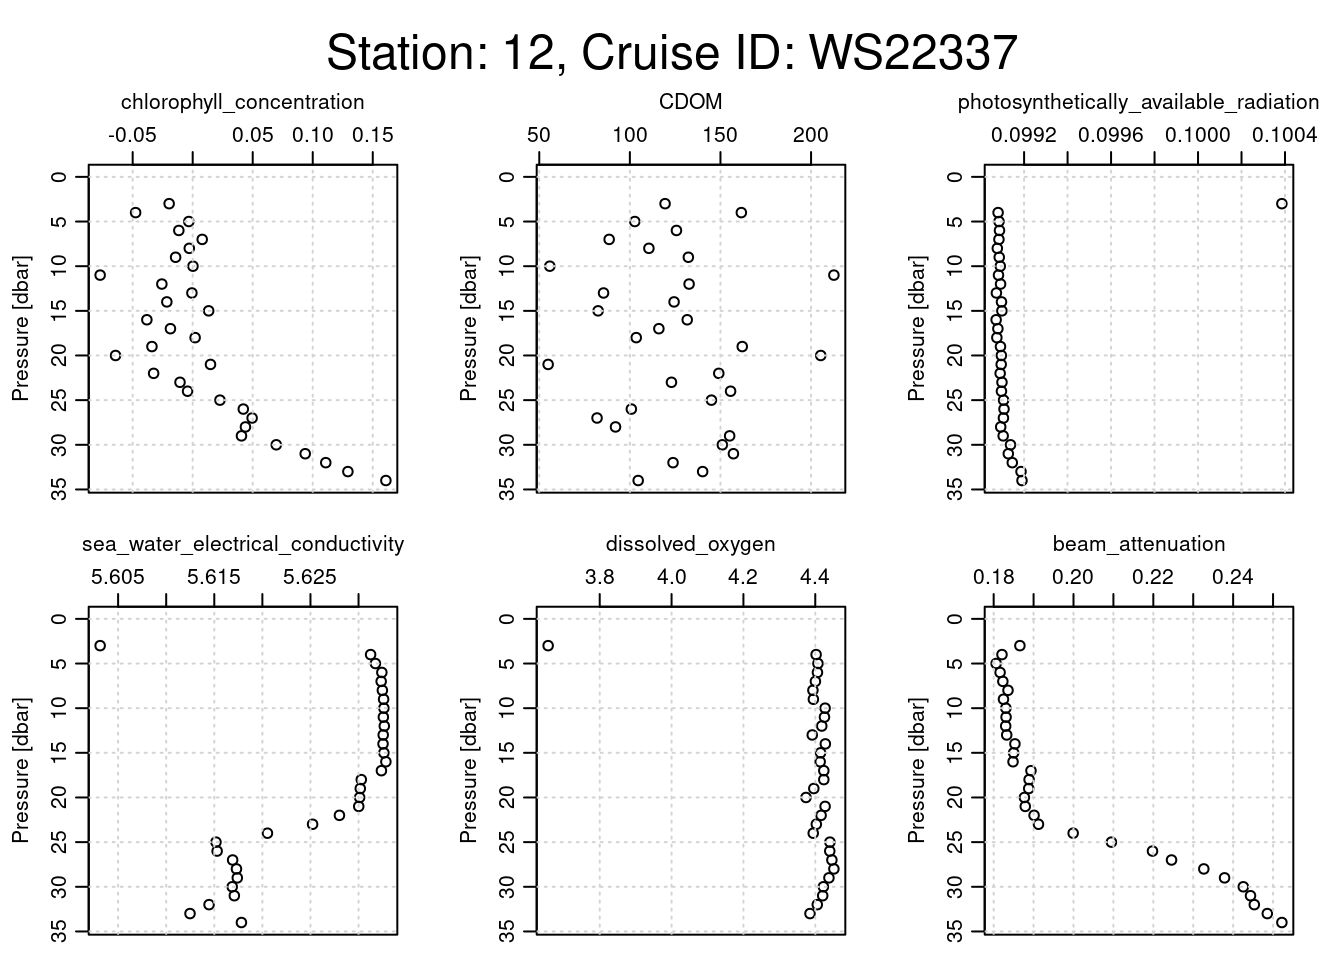 Station: 12, Cruise ID: WS22337
chlorophyll_concentration
-0.05 0.05 0.10 0.15
Pressure [dbar]
0 5 10 15 20 25 30 35
CDOM
50 100 150 200
Pressure [dbar]
0 5 10 15 20 25 30 35
photosynthetically_available_radiation
0.0992 0.0996 0.1000 0.1004
Pressure [dbar]
0 5 10 15 20 25 30 35
sea_water_electrical_conductivity
5.605 5.615 5.625
Pressure [dbar]
0 5 10 15 20 25 30 35
dissolved_oxygen
3.8 4.0 4.2 4.4
Pressure [dbar]
0 5 10 15 20 25 30 35
beam_attenuation
0.18 0.20 0.22 0.24
Pressure [dbar]
0 5 10 15 20 25 30 35